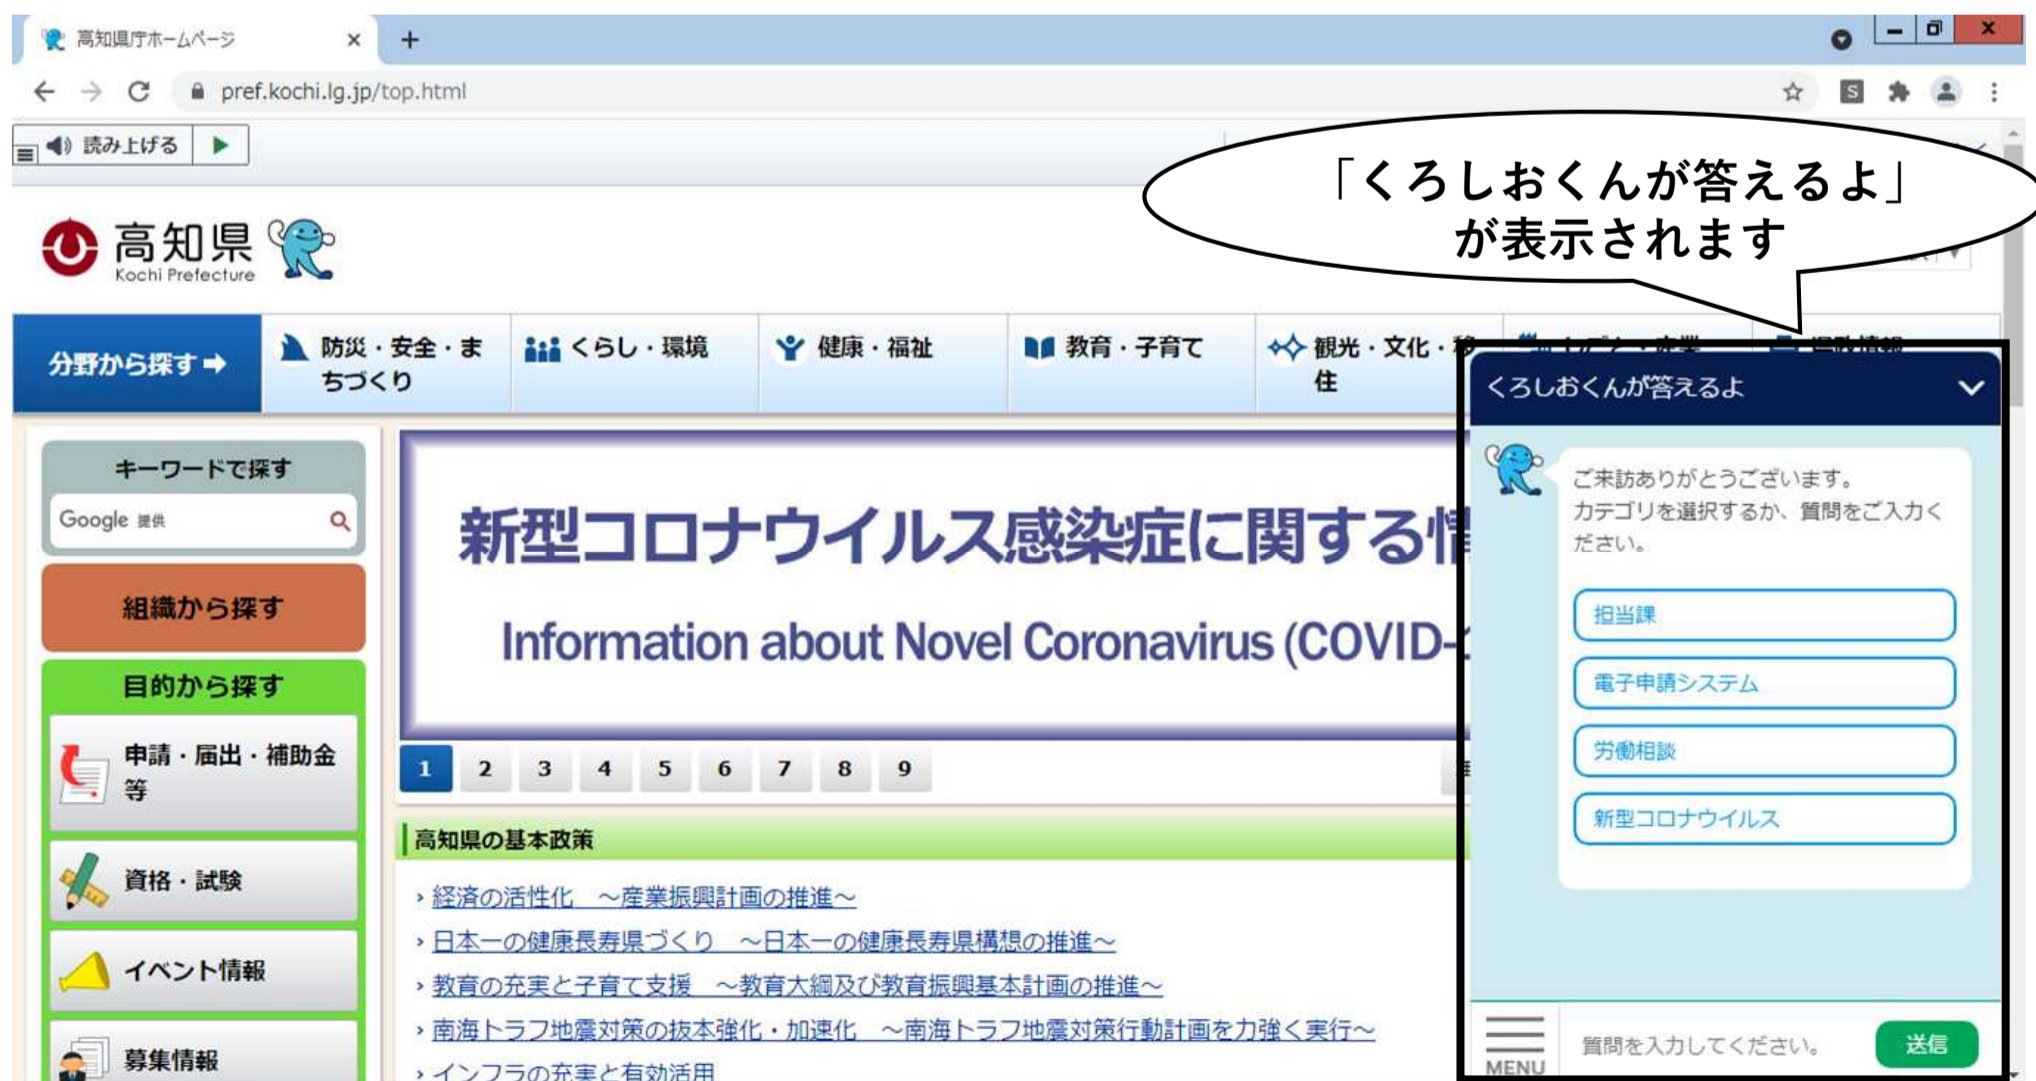 高知県庁ホームページ
pref.kochi.lg.jp/top.html
S
読み上げる
「くろしおくんが答えるよ」
が表示されます
高知県
Kochi Prefecture
分野から探す
防災・安全・ま
ちづくり
くらし・環境
健康・福祉
教育・子育て
観光・文化・移
住
キーワードで探す
Google 提供
組織から探す
目的から探す
申請・届出・補助金
等
資格・試験
イベント情報
募集情報
新型コロナウイルス感染症に関する情
Information about Novel Coronavirus (COVID-
1 2 3 4 5 6 7 8 9
高知県の基本政策
経済の活性化 ~産業振興計画の推進~
日本一の健康長寿県づくり ~日本一の健康長寿県構想の推進~
教育の充実と子育て支援 ~教育大綱及び教育振興基本計画の推進~
南海トラフ地震対策の抜本強化・加速化 ~南海トラフ地震対策行動計画を力強く実行~
インフラの充実と有効活用
くろしおくんが答えるよ
ご来訪ありがとうございます。
カテゴリを選択するか、質問をご入力く
ださい。
担当課
電子申請システム
労働相談
新型コロナウイルス
MENU
質問を入力してください。
送信